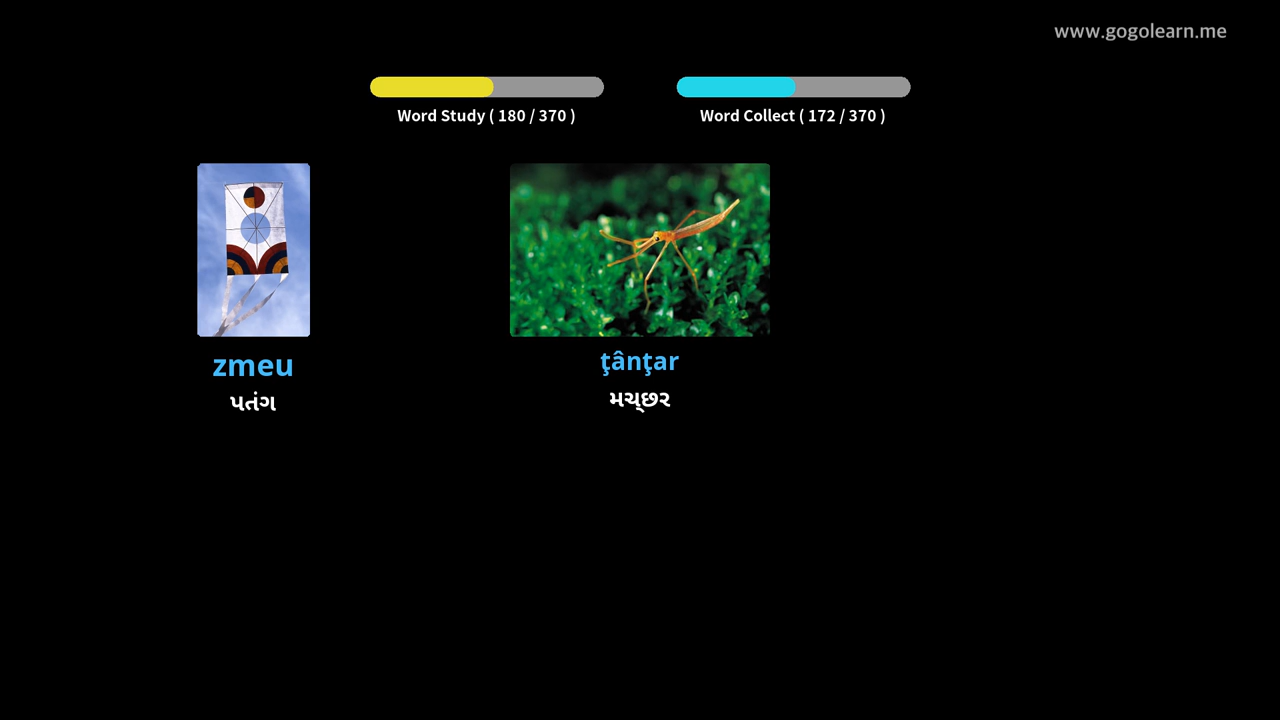 www.gogolearn.me
Word Study ( 180 / 370 )
Word Collect ( 172 / 370 )
zmeu
પતંગ
ţânţar
મચ્છર